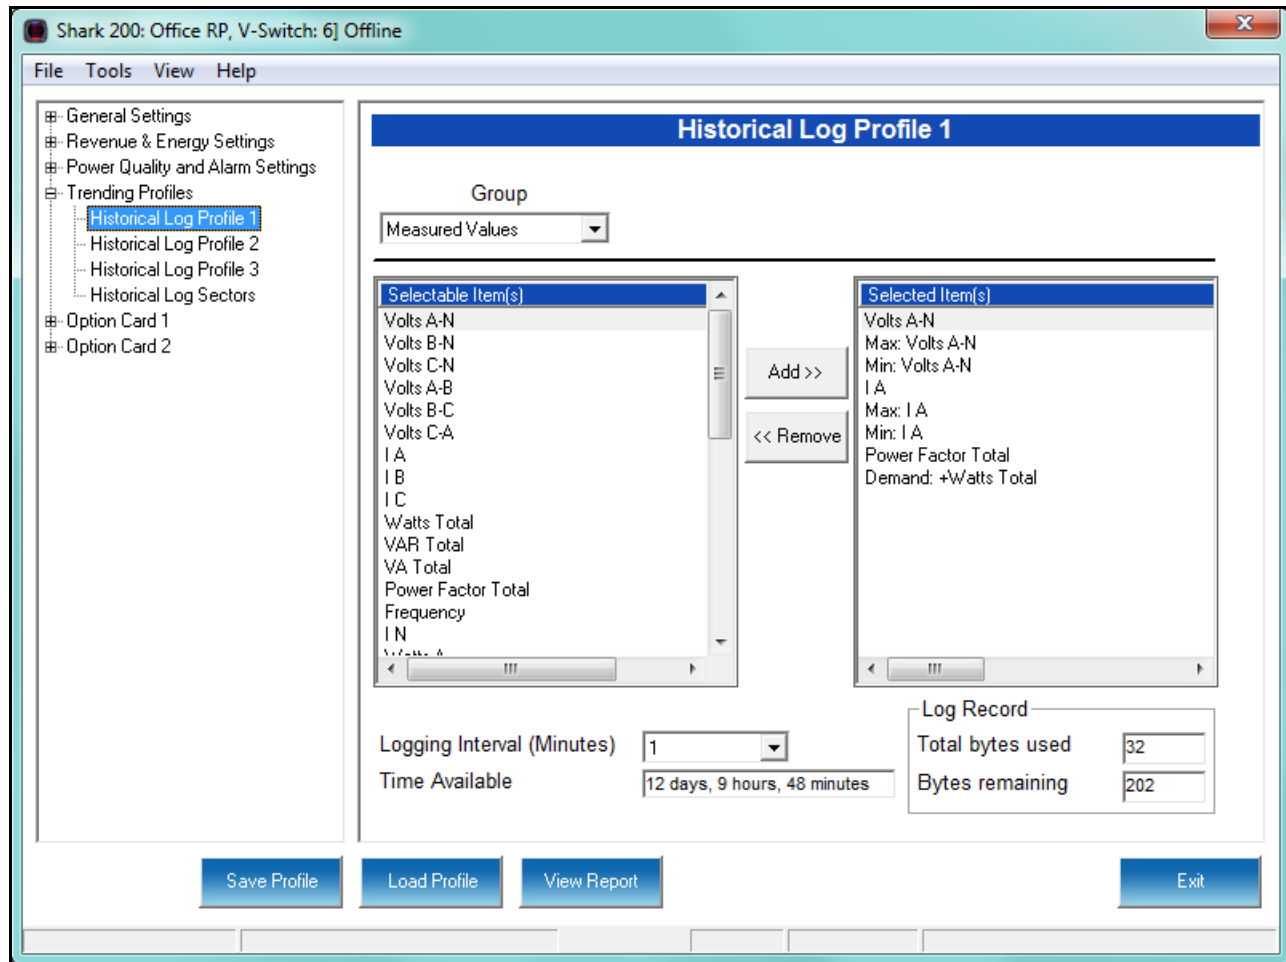 Shark 200: Office RP, V-Switch: 6] Offline
X
File Tools View Help
General Settings
Revenue & Energy Settings
Power Quality and Alarm Settings
Trending Profiles
Historical Log Profile 1
Historical Log Profile 2
Historical Log Profile 3
Historical Log Sectors
Option Card 1
Option Card 2
Historical Log Profile 1
Group
Measured Values
Selectable Item(s)
Volts A-N
Volts B-N
Volts C-N
Volts A-B
Volts B-C
Volts C-A
I A
I B
I C
Watts Total
VAR Total
VA Total
Power Factor Total
Frequency
I N
Watts A
Add >>
<< Remove
Selected Item(s)
Volts A-N
Max: Volts A-N
Min: Volts A-N
I A
Max: I A
Min: I A
Power Factor Total
Demand: +Watts Total
Logging Interval (Minutes) 1
Time Available 12 days, 9 hours, 48 minutes
Log Record
Total bytes used 32
Bytes remaining 202
Save Profile
Load Profile
View Report
Exit